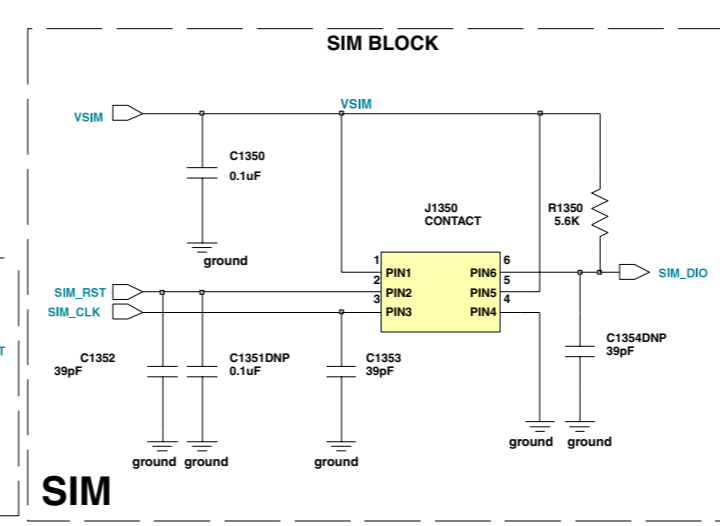 SIM BLOCK
VSIM
VSIM
C1350
0.1uF
ground
J1350
CONTACT
R1350
5.6K
1
2
3
PIN1
PIN2
PIN3
PIN6
PIN5
PIN4
6
5
4
SIM_RST
SIM_CLK
SIM_DIO
T
C1352
39pF
C1351DNP
0.1uF
C1353
39pF
C1354DNP
39pF
ground
ground
ground
ground
ground
SIM